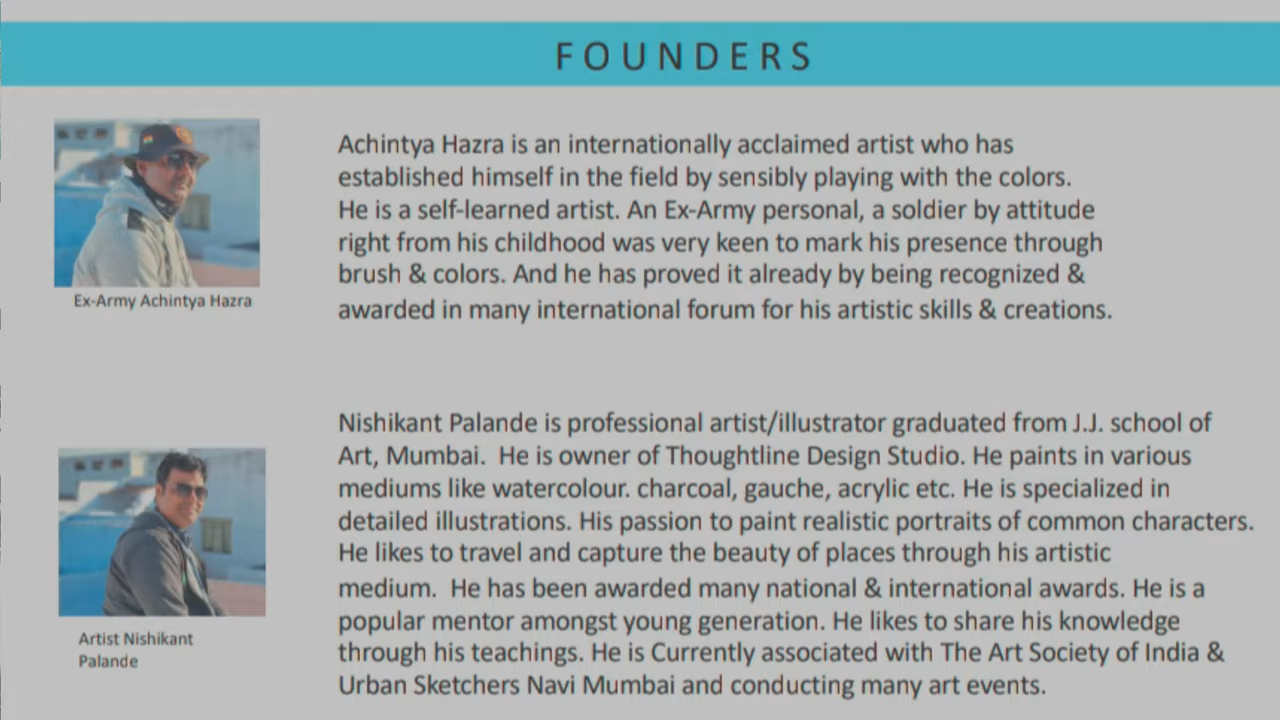 FOUNDERS
Achintya Hazra is an internationally acclaimed artist who has
established himself in the field by sensibly playing with the colors.
He is a self-learned artist. An Ex-Army personal, a soldier by attitude
right from his childhood was very keen to mark his presence through
brush & colors. And he has proved it already by being recognized &
awarded in many international forum for his artistic skills & creations.
Ex-Army Achintya Hazra
Nishikant Palande is professional artist/illustrator graduated from J.J. school of
Art, Mumbai.  He is owner of Thoughtline Design Studio. He paints in various
mediums like watercolour. charcoal, gauche, acrylic etc. He is specialized in
detailed illustrations. His passion to paint realistic portraits of common characters.
He likes to travel and capture the beauty of places through his artistic
medium.  He has been awarded many national & international awards. He is a
popular mentor amongst young generation. He likes to share his knowledge
through his teachings. He is Currently associated with The Art Society of India &
Urban Sketchers Navi Mumbai and conducting many art events.
Artist Nishikant
Palande